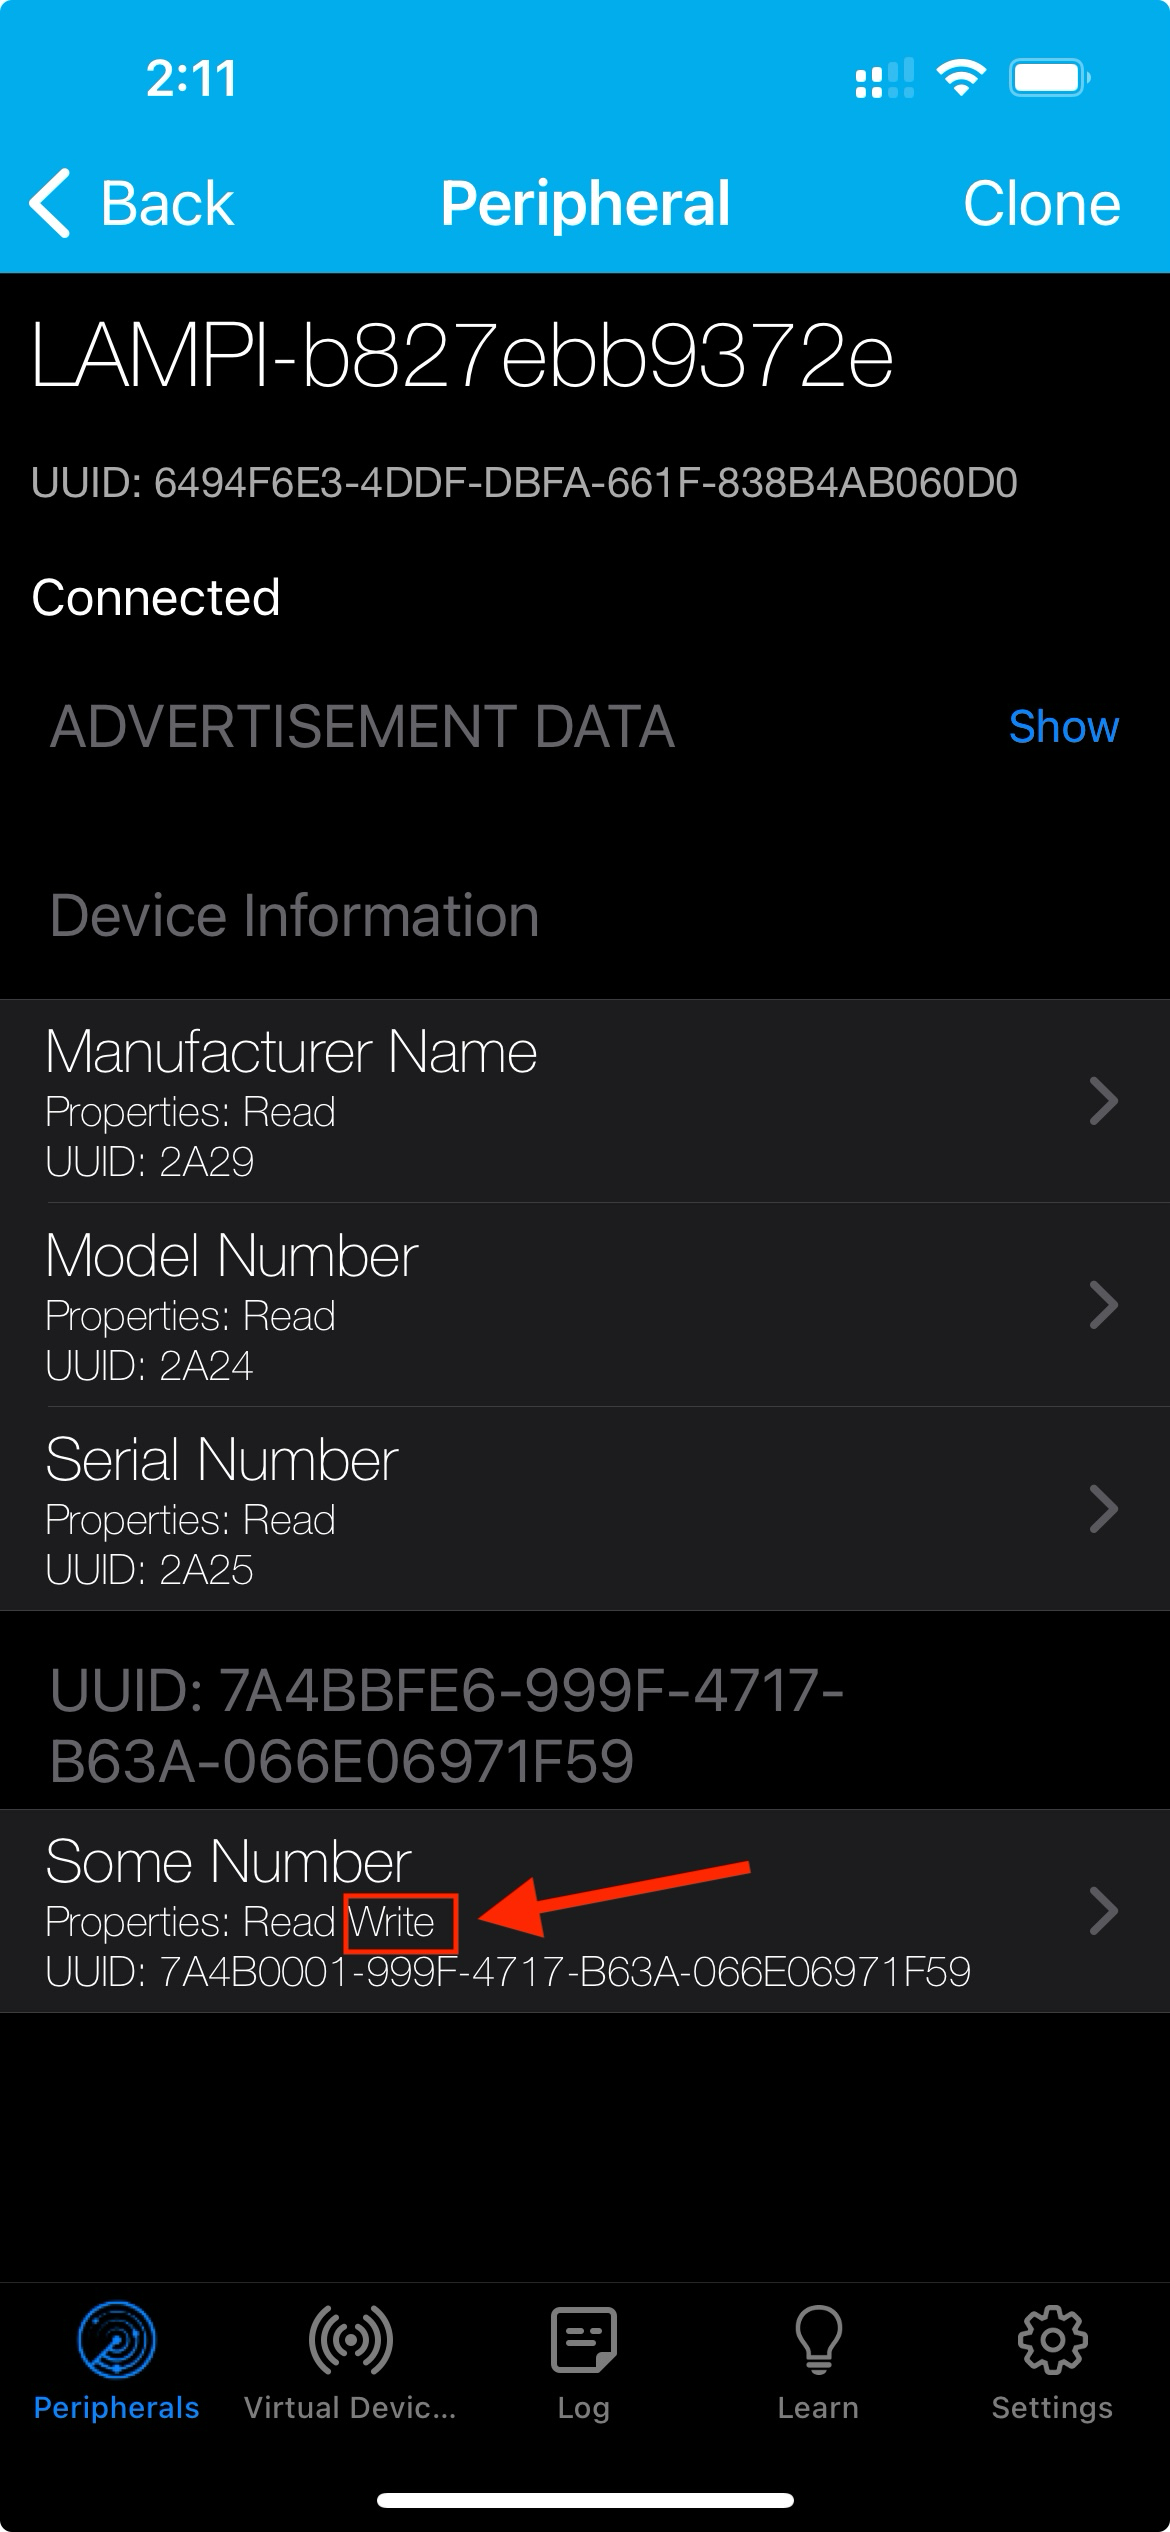 2:11
Back Peripheral Clone
LAMPI-b827ebb9372e
UUID: 6494F6E3-4DDF-DBFA-661F-838B4AB060D0
Connected
ADVERTISEMENT DATA Show
Device Information
Manufacturer Name
Properties: Read
UUID: 2A29
Model Number
Properties: Read
UUID: 2A24
Serial Number
Properties: Read
UUID: 2A25
UUID: 7A4BBFE6-999F-4717-
B63A-066E06971F59
Some Number
Properties: Read Write
UUID: 7A4B0001-999F-4717-B63A-066E06971F59
Peripherals Virtual Devic... Log Learn Settings